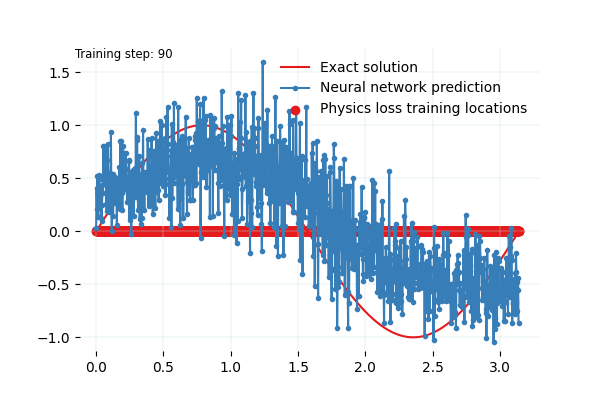 Training step: 90
Exact solution
Neural network prediction
Physics loss training locations
1.5
1.0
0.5
0.0
−0.5
−1.0
0.0 0.5 1.0 1.5 2.0 2.5 3.0